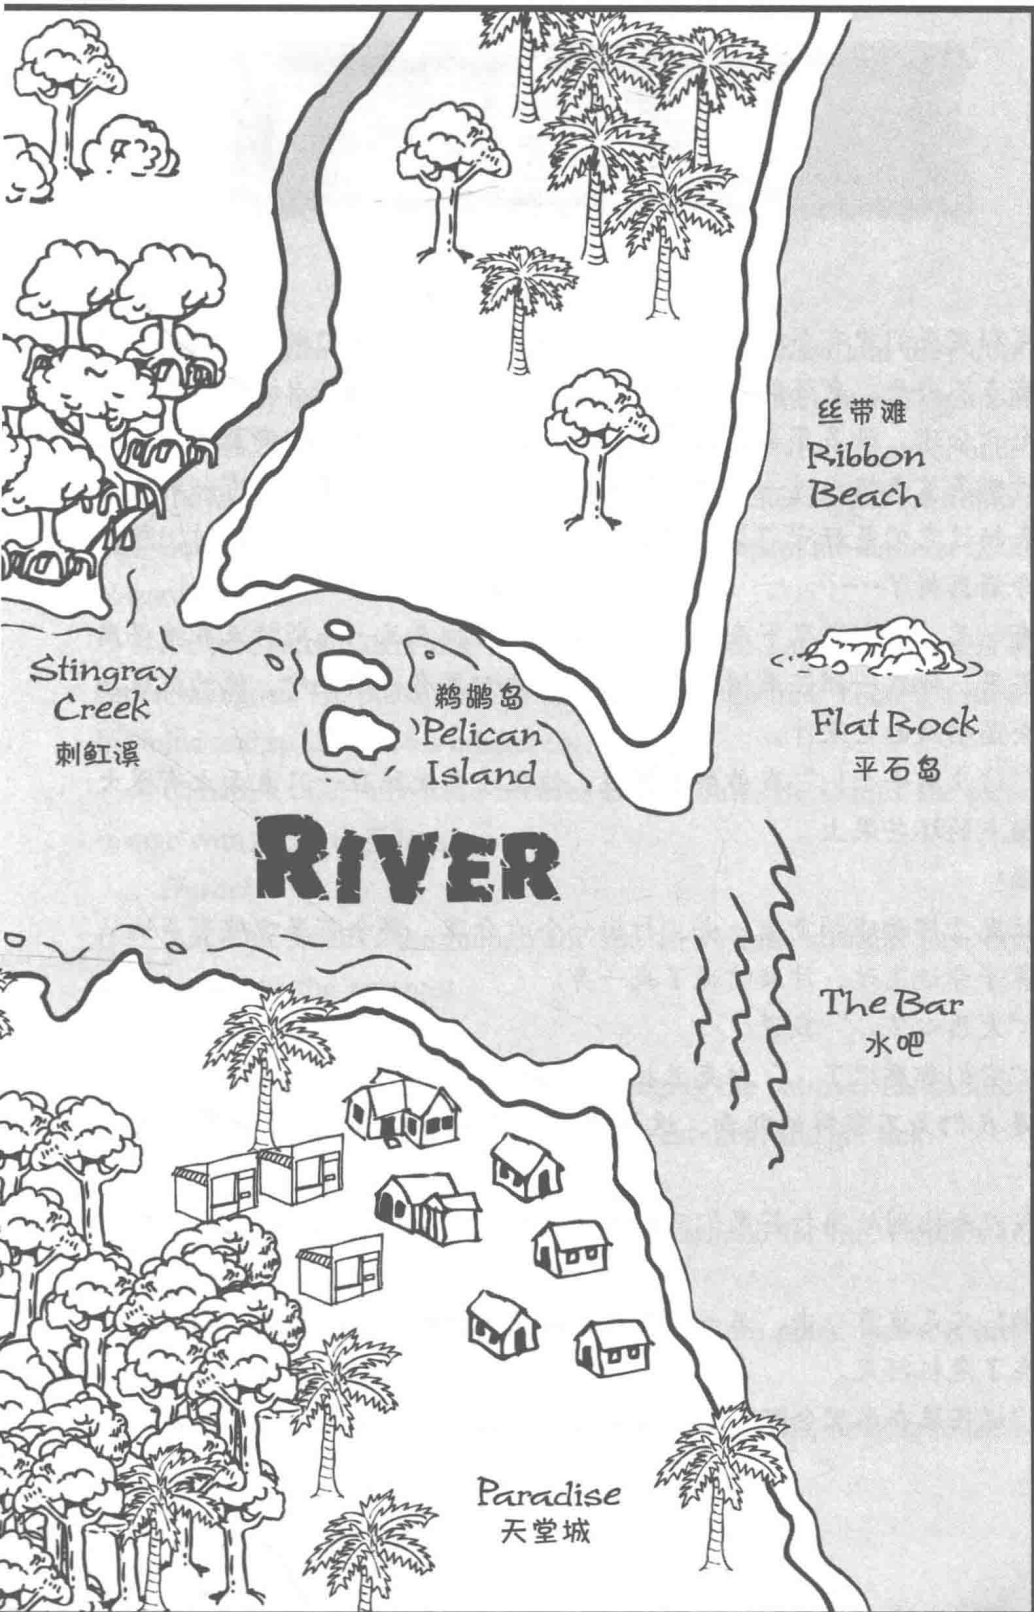 丝带滩
Ribbon
Beach
Stingray
Creek
刺魟溪
鹈鹕岛
Pelican
Island
Flat Rock
平石岛
RIVER
The Bar
水吧
Paradise
天堂城